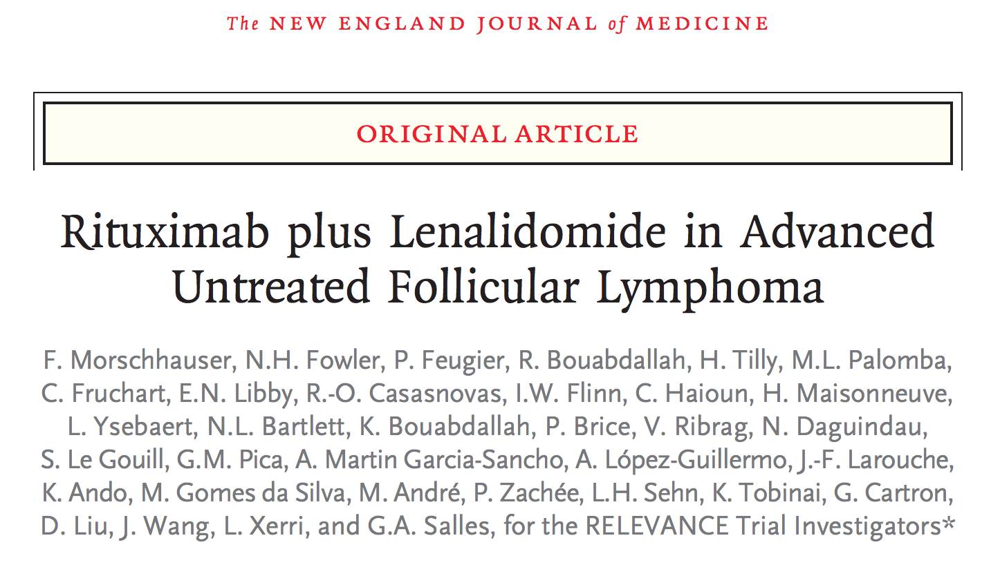 The NEW ENGLAND JOURNAL of MEDICINE
ORIGINAL ARTICLE
Rituximab plus Lenalidomide in Advanced
Untreated Follicular Lymphoma
F. Morschhauser, N.H. Fowler, P. Feugier, R. Bouabdallah, H. Tilly, M.L. Palomba,
C. Fruchart, E.N. Libby, R.-O. Casasnovas, I.W. Flinn, C. Haioun, H. Maisonneuve,
L. Ysebaert, N.L. Bartlett, K. Bouabdallah, P. Brice, V. Ribrag, N. Daguindau,
S. Le Gouill, G.M. Pica, A. Martin Garcia-Sancho, A. López-Guillermo, J.-F. Larouche,
K. Ando, M. Gomes da Silva, M. André, P. Zachée, L.H. Sehn, K. Tobinai, G. Cartron,
D. Liu, J. Wang, L. Xerri, and G.A. Salles, for the RELEVANCE Trial Investigators*